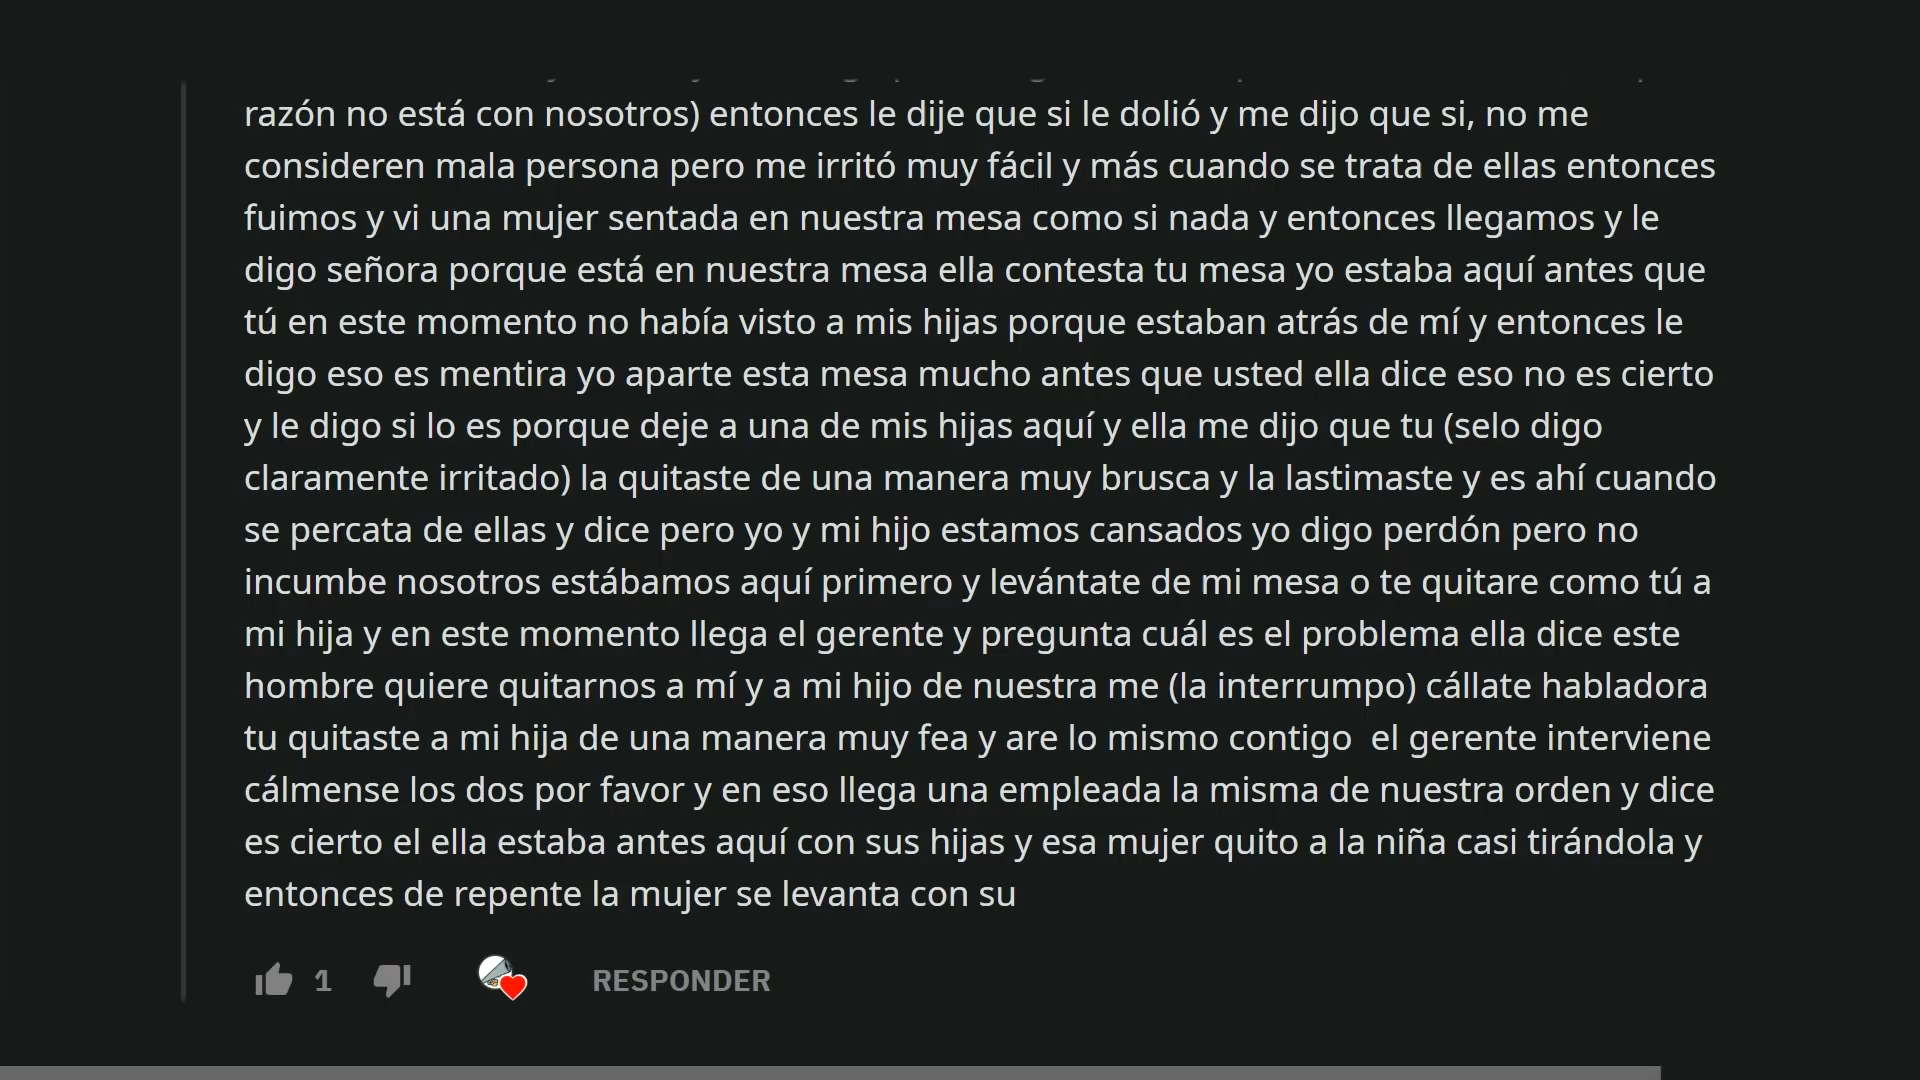 razón no está con nosotros) entonces le dije que si le dolió y me dijo que si, no me
consideren mala persona pero me irritó muy fácil y más cuando se trata de ellas entonces
fuimos y vi una mujer sentada en nuestra mesa como si nada y entonces llegamos y le
digo señora porque está en nuestra mesa ella contesta tu mesa yo estaba aquí antes que
tú en este momento no había visto a mis hijas porque estaban atrás de mí y entonces le
digo eso es mentira yo aparte esta mesa mucho antes que usted ella dice eso no es cierto
y le digo si lo es porque deje a una de mis hijas aquí y ella me dijo que tu (selo digo
claramente irritado) la quitaste de una manera muy brusca y la lastimaste y es ahí cuando
se percata de ellas y dice pero yo y mi hijo estamos cansados yo digo perdón pero no
incumbe nosotros estábamos aquí primero y levántate de mi mesa o te quitare como tú a
mi hija y en este momento llega el gerente y pregunta cuál es el problema ella dice este
hombre quiere quitarnos a mí y a mi hijo de nuestra me (la interrumpo) cállate habladora
tu quitaste a mi hija de una manera muy fea y are lo mismo contigo  el gerente interviene
cálmense los dos por favor y en eso llega una empleada la misma de nuestra orden y dice
es cierto el ella estaba antes aquí con sus hijas y esa mujer quito a la niña casi tirándola y
entonces de repente la mujer se levanta con su
1 RESPONDER